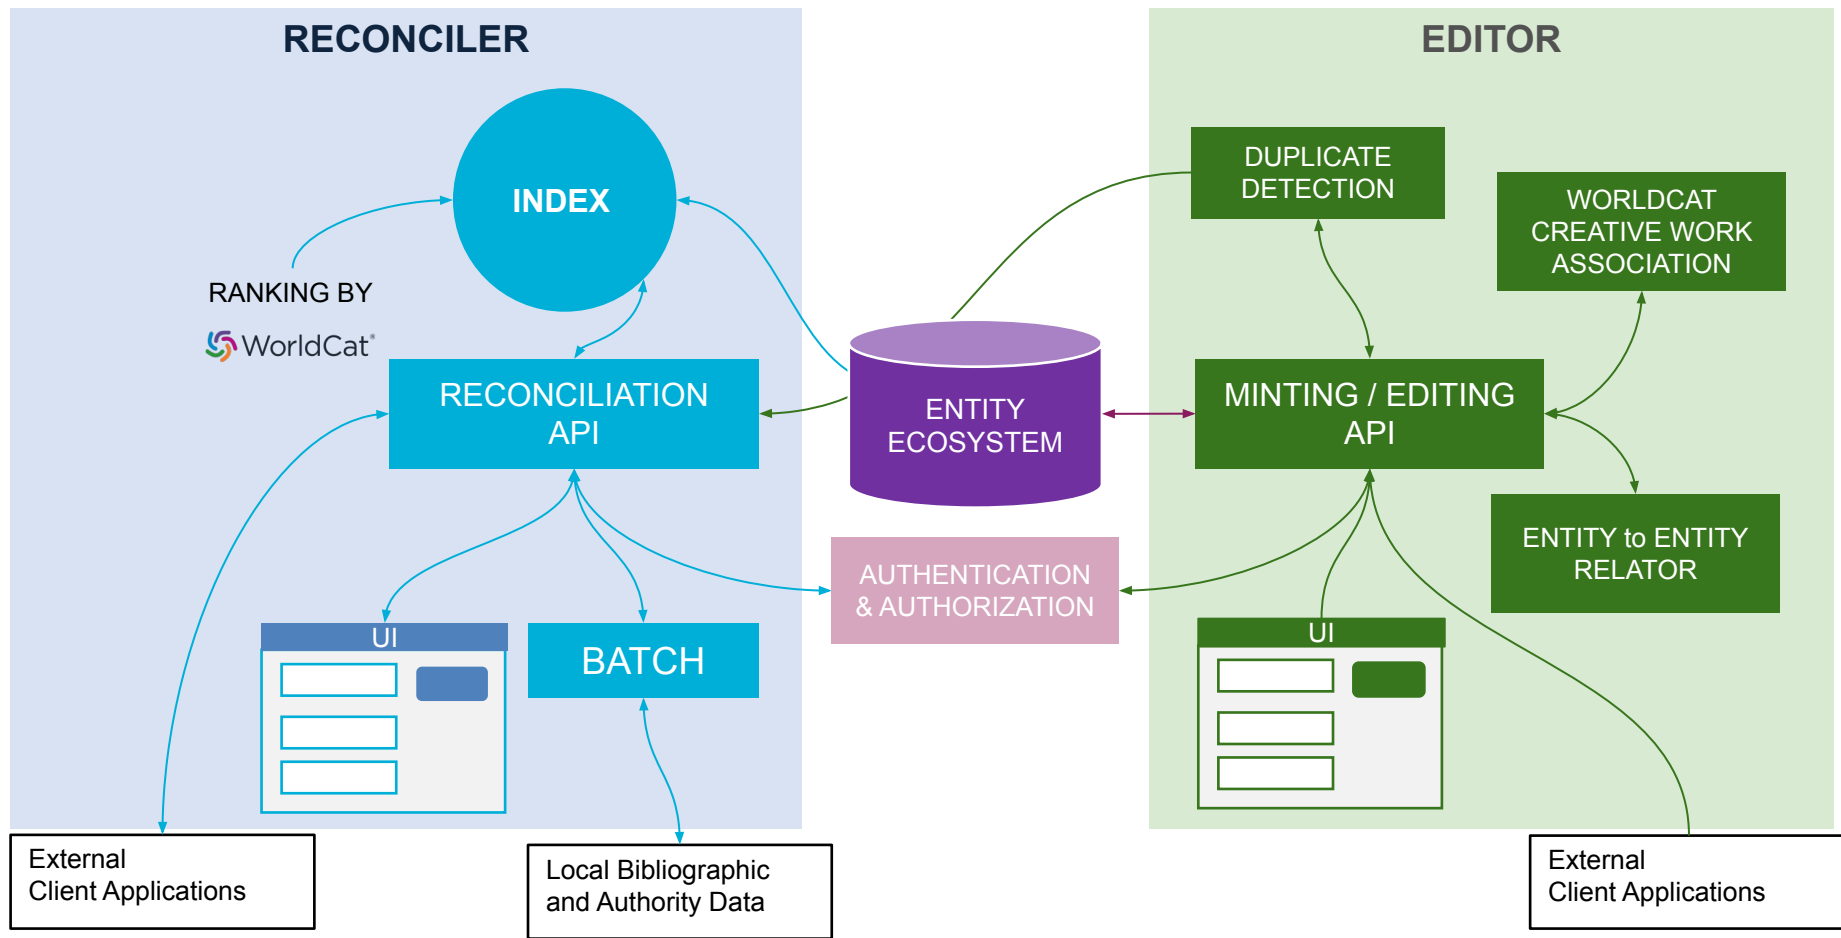 RECONCILER
EDITOR
INDEX
RANKING BY
WorldCat®
RECONCILIATION
API
UI
BATCH
External
Client Applications
Local Bibliographic
and Authority Data
ENTITY
ECOSYSTEM
AUTHENTICATION
& AUTHORIZATION
DUPLICATE
DETECTION
WORLDCAT
CREATIVE WORK
ASSOCIATION
MINTING / EDITING
API
ENTITY to ENTITY
RELATOR
UI
External
Client Applications